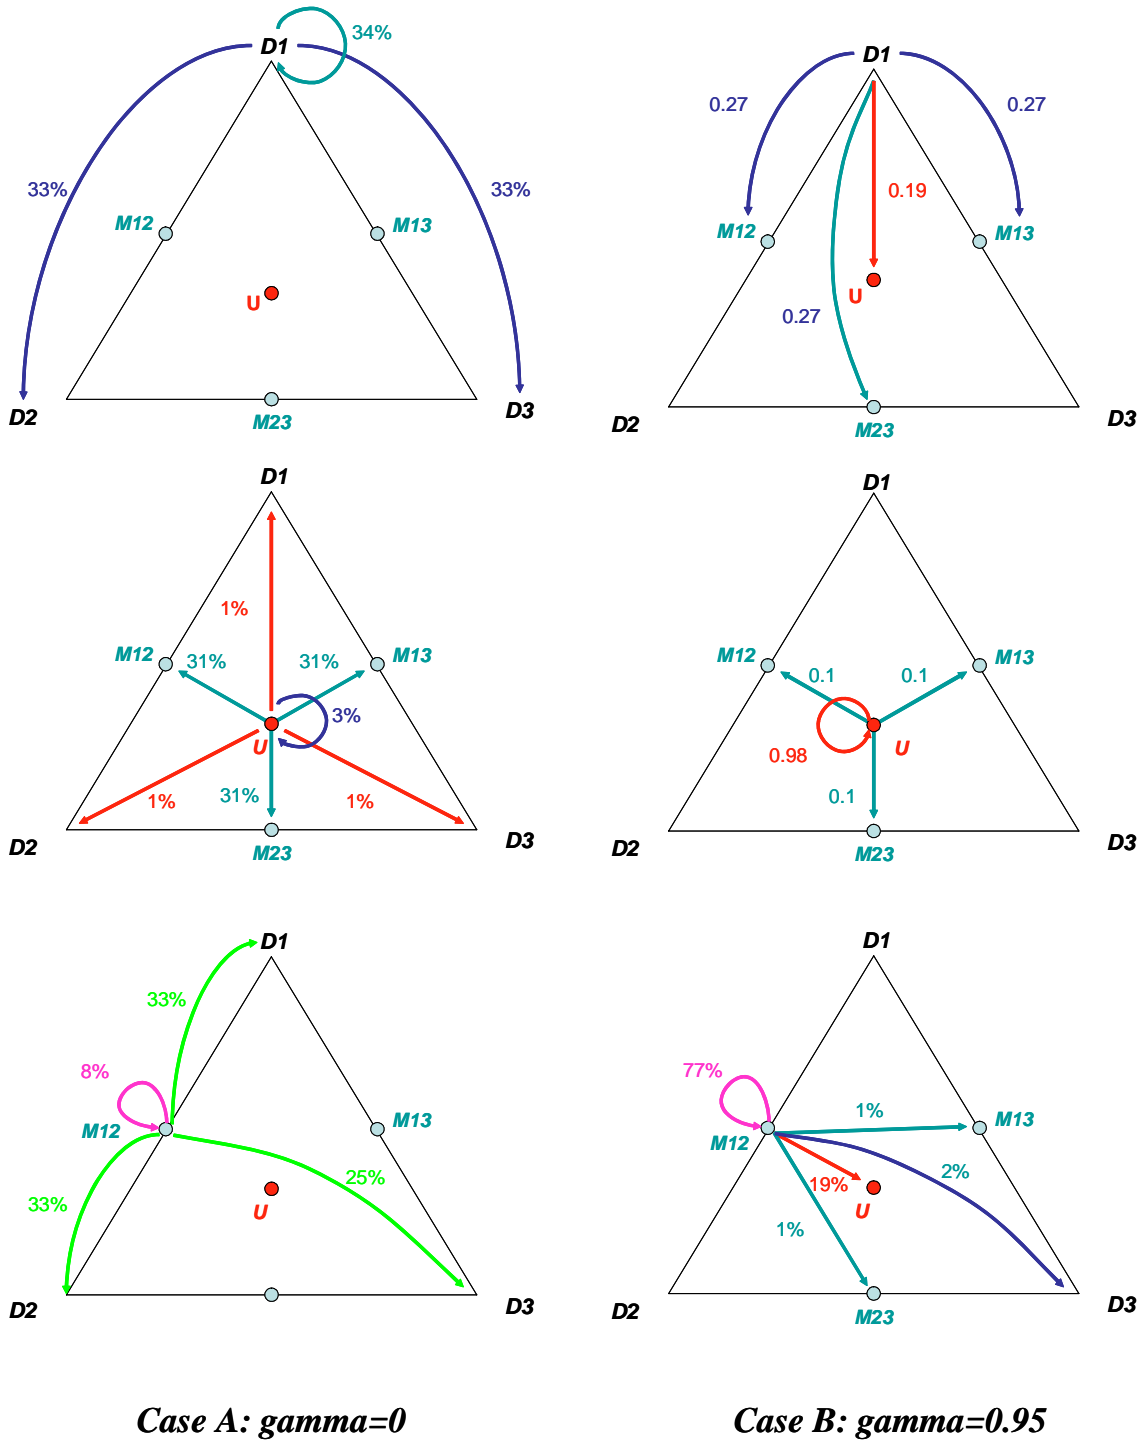 34%
D1
33%
33%
M12
M13
U
D2
D3
M23
D1
0.27
0.27
0.19
M12
M13
U
0.27
D2
D3
M23
D1
1%
M12
31%
31%
M13
3%
U
1%
31%
1%
D2
D3
M23
D1
M12
0.1
0.1
M13
U
0.98
0.1
D2
D3
M23
D1
33%
8%
M12
M13
25%
33%
U
D2
D3
D1
77%
1%
M13
M12
2%
19%
U
1%
D2
D3
M23
Case A: gamma=0
Case B: gamma=0.95